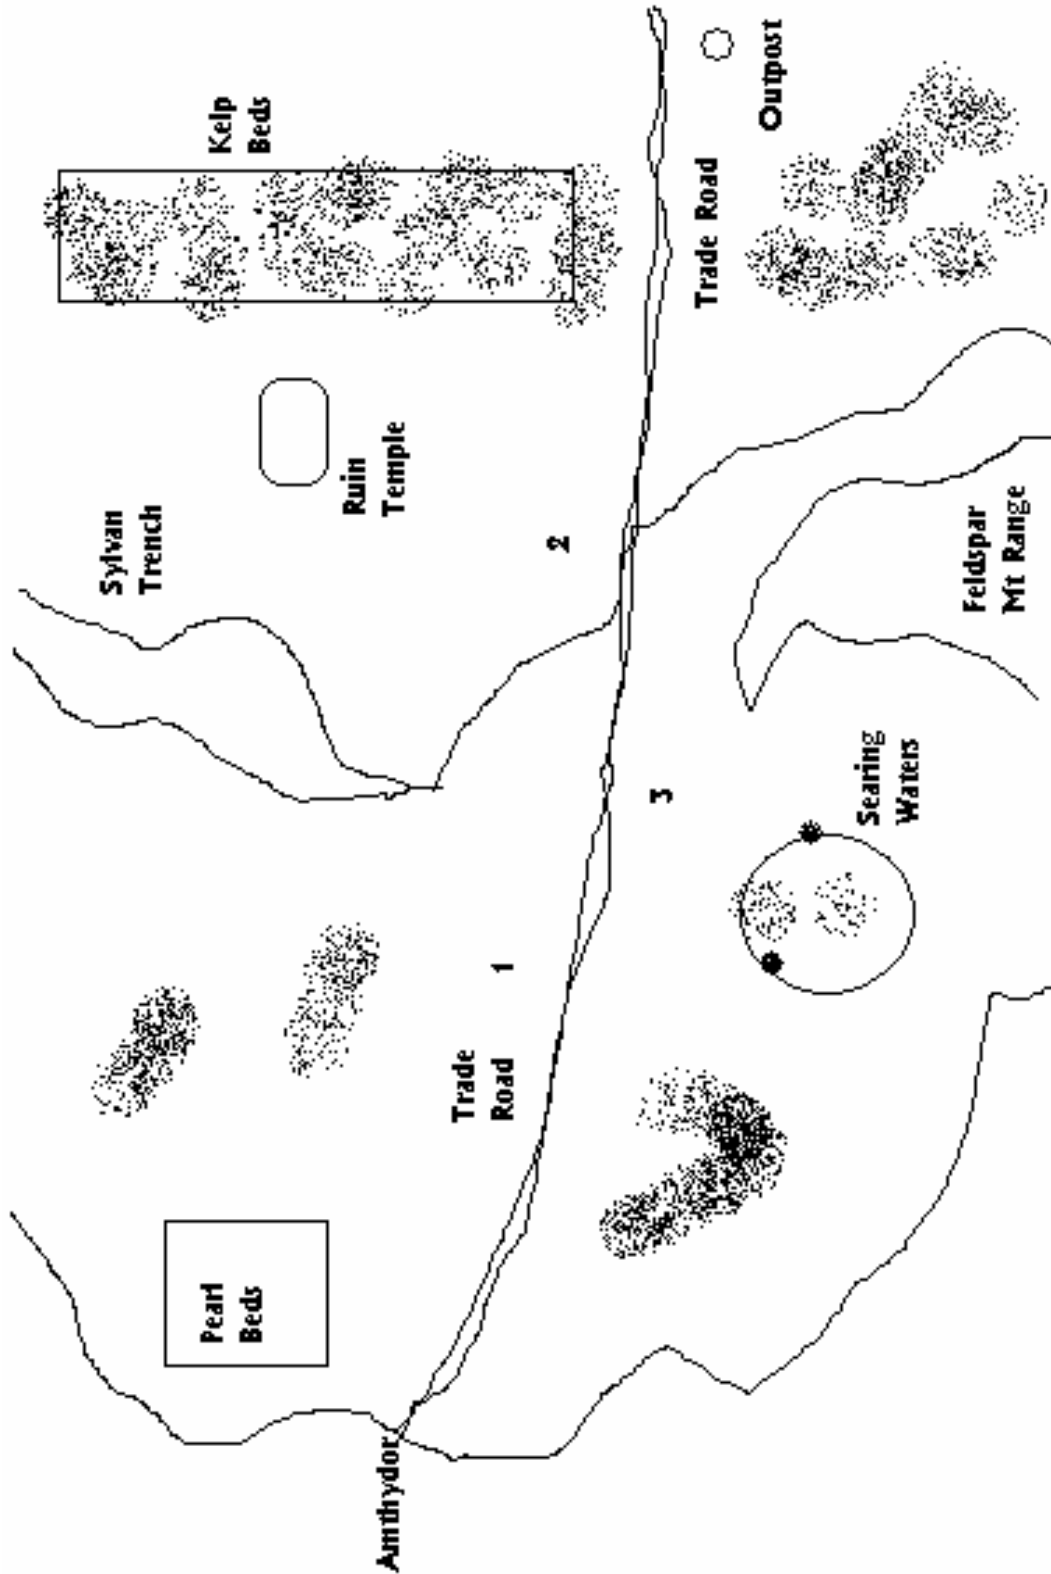 Kelp
Beds
Outpost
Trade Road
Ruin
Temple
Sylvan
Trench
2
Feldspar
Mt Range
3
Searing
Waters
1
Trade
Road
Pearl
Beds
Amthydor